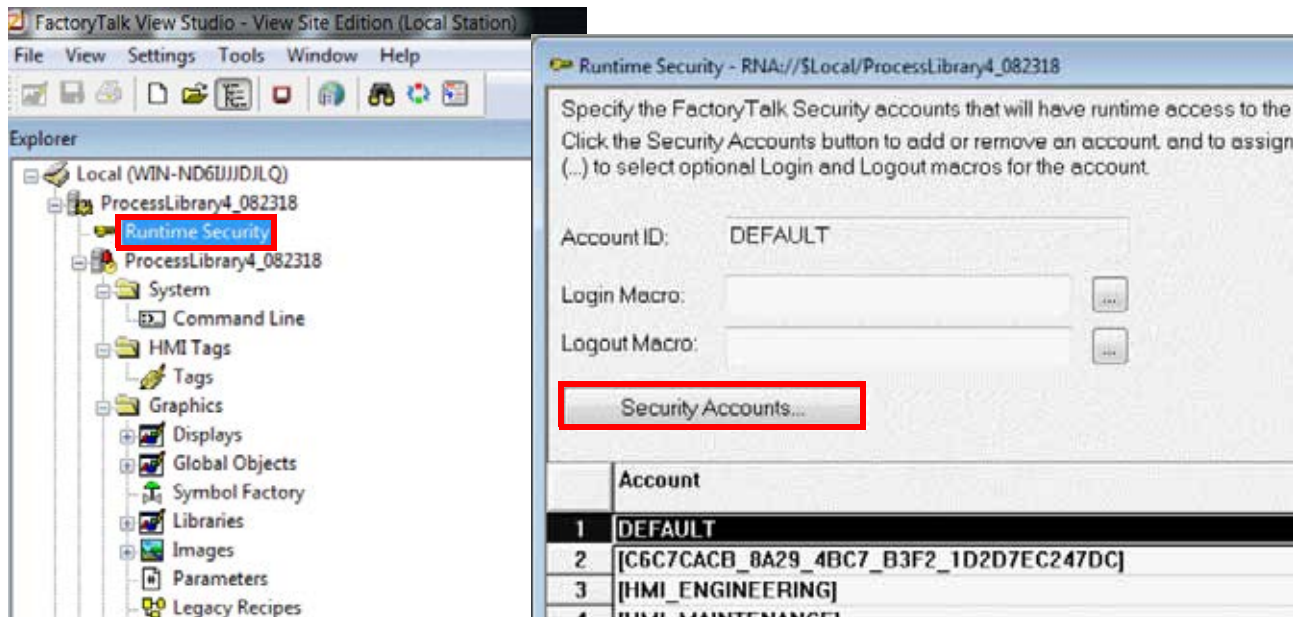 FactoryTalk View Studio - View Site Edition (Local Station)
File View Settings Tools Window Help
Explorer
Local (WIN-ND6IJJJDJLQ)
ProcessLibrary4_082318
Runtime Security
ProcessLibrary4_082318
System
Command Line
HMI Tags
Tags
Graphics
Displays
Global Objects
Symbol Factory
Libraries
Images
Parameters
Legacy Recipes
Runtime Security - RNA://$Local/ProcessLibrary4_082318
Specify the FactoryTalk Security accounts that will have runtime access to the
Click the Security Accounts button to add or remove an account, and to assign
(...) to select optional Login and Logout macros for the account.
Account ID: DEFAULT
Login Macro: ...
Logout Macro: ...
Security Accounts...
Account
1 DEFAULT
2 [C6C7CACB_8A29_4BC7_B3F2_1D2D7EC247DC]
3 [HMI_ENGINEERING]
4 [HMI_MAINTENANCE]